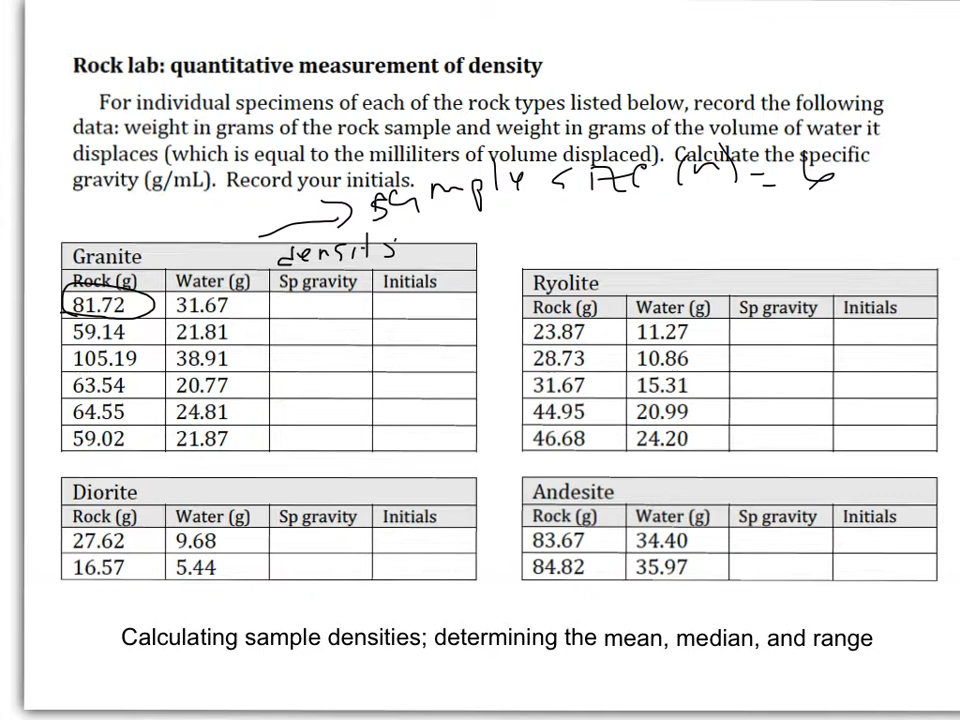 Rock lab: quantitative measurement of density
For individual specimens of each of the rock types listed below, record the following
data: weight in grams of the rock sample and weight in grams of the volume of water it
displaces (which is equal to the milliliters of volume displaced). Calculate the specific
gravity (g/mL). Record your initials.
sample size (n) = 6
density
Granite
Rock (g) Water (g) Sp gravity Initials
81.72 31.67
59.14 21.81
105.19 38.91
63.54 20.77
64.55 24.81
59.02 21.87
Ryolite
Rock (g) Water (g) Sp gravity Initials
23.87 11.27
28.73 10.86
31.67 15.31
44.95 20.99
46.68 24.20
Diorite
Rock (g) Water (g) Sp gravity Initials
27.62 9.68
16.57 5.44
Andesite
Rock (g) Water (g) Sp gravity Initials
83.67 34.40
84.82 35.97
Calculating sample densities; determining the mean, median, and range